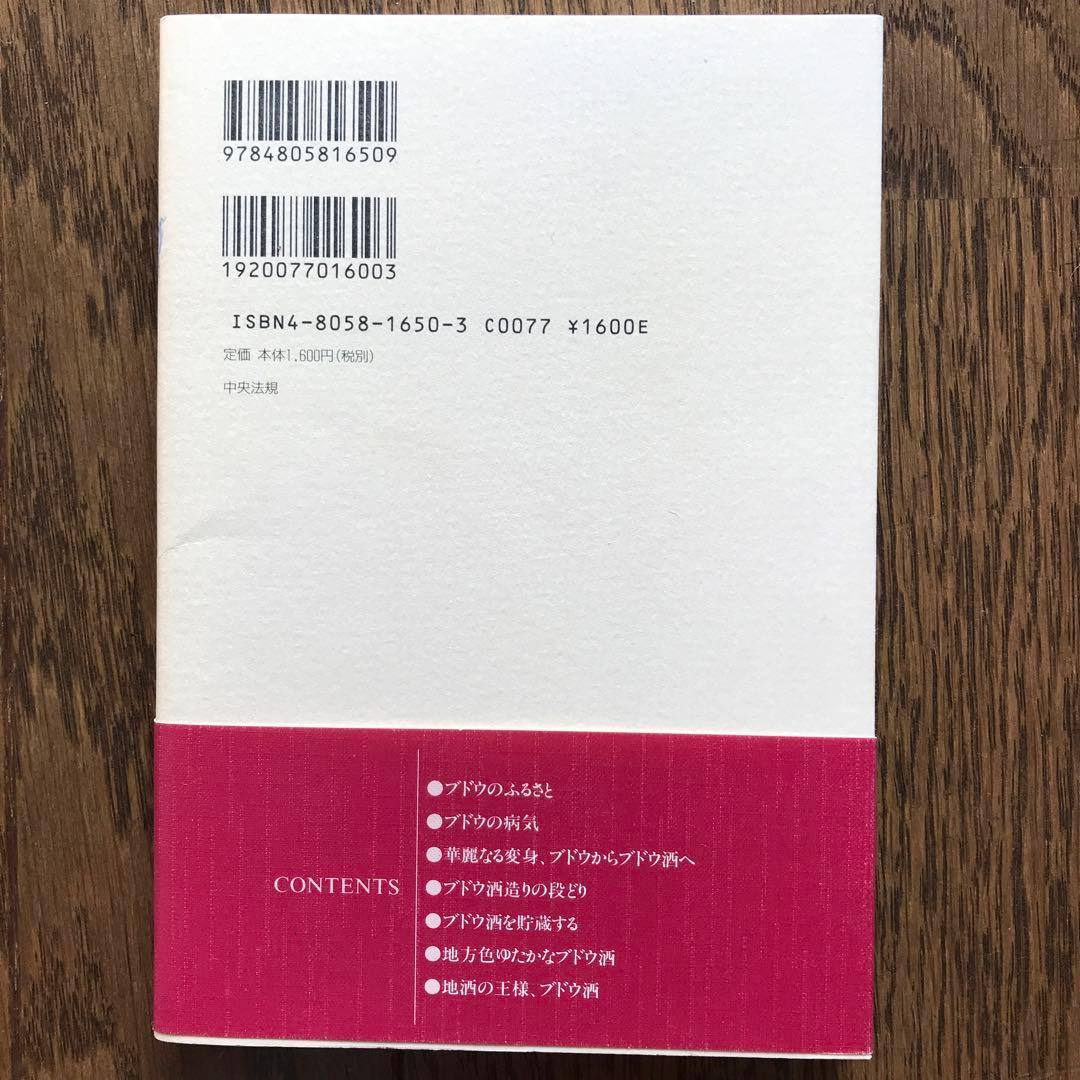 9784805816509
1920077016003
ISBN4-8058-1650-3 C0077 ¥1600E
定価 本体1,600円(税別)
中央法規
CONTENTS
●ブドウのふるさと
●ブドウの病気
●華麗なる変身、ブドウからブドウ酒へ
●ブドウ酒造りの段どり
●ブドウ酒を貯蔵する
●地方色ゆたかなブドウ酒
●地酒の王様、ブドウ酒